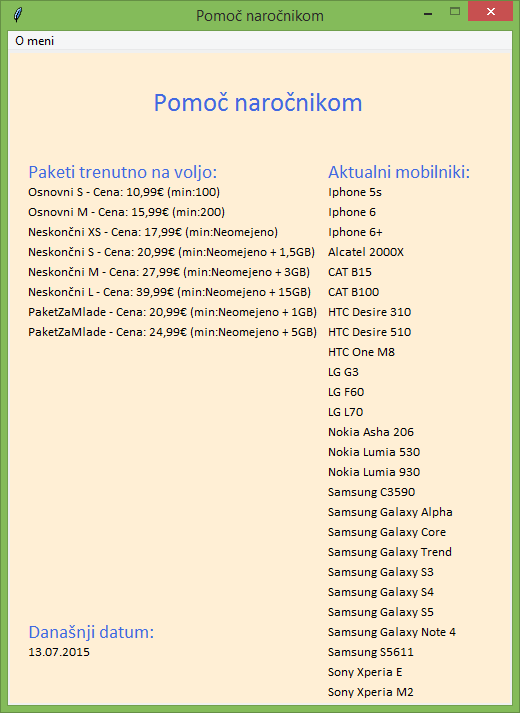 Pomoč naročnikom
O meni
Pomoč naročnikom
Paketi trenutno na voljo:
Osnovni S - Cena: 10,99€ (min:100)
Osnovni M - Cena: 15,99€ (min:200)
Neskončni XS - Cena: 17,99€ (min:Neomejeno)
Neskončni S - Cena: 20,99€ (min:Neomejeno + 1,5GB)
Neskončni M - Cena: 27,99€ (min:Neomejeno + 3GB)
Neskončni L - Cena: 39,99€ (min:Neomejeno + 15GB)
PaketZaMlade - Cena: 20,99€ (min:Neomejeno + 1GB)
PaketZaMlade - Cena: 24,99€ (min:Neomejeno + 5GB)
Današnji datum:
13.07.2015
Aktualni mobilniki:
Iphone 5s
Iphone 6
Iphone 6+
Alcatel 2000X
CAT B15
CAT B100
HTC Desire 310
HTC Desire 510
HTC One M8
LG G3
LG F60
LG L70
Nokia Asha 206
Nokia Lumia 530
Nokia Lumia 930
Samsung C3590
Samsung Galaxy Alpha
Samsung Galaxy Core
Samsung Galaxy Trend
Samsung Galaxy S3
Samsung Galaxy S4
Samsung Galaxy S5
Samsung Galaxy Note 4
Samsung S5611
Sony Xperia E
Sony Xperia M2